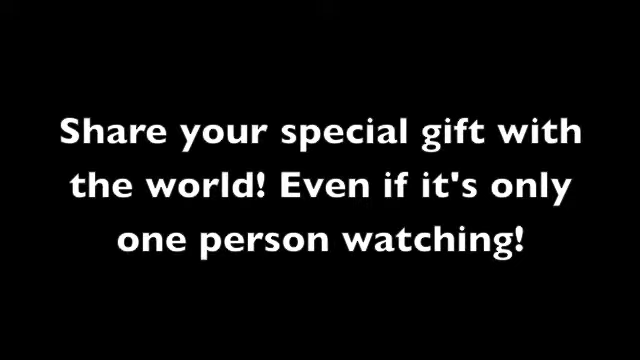 Share your special gift with
the world! Even if it's only
one person watching!